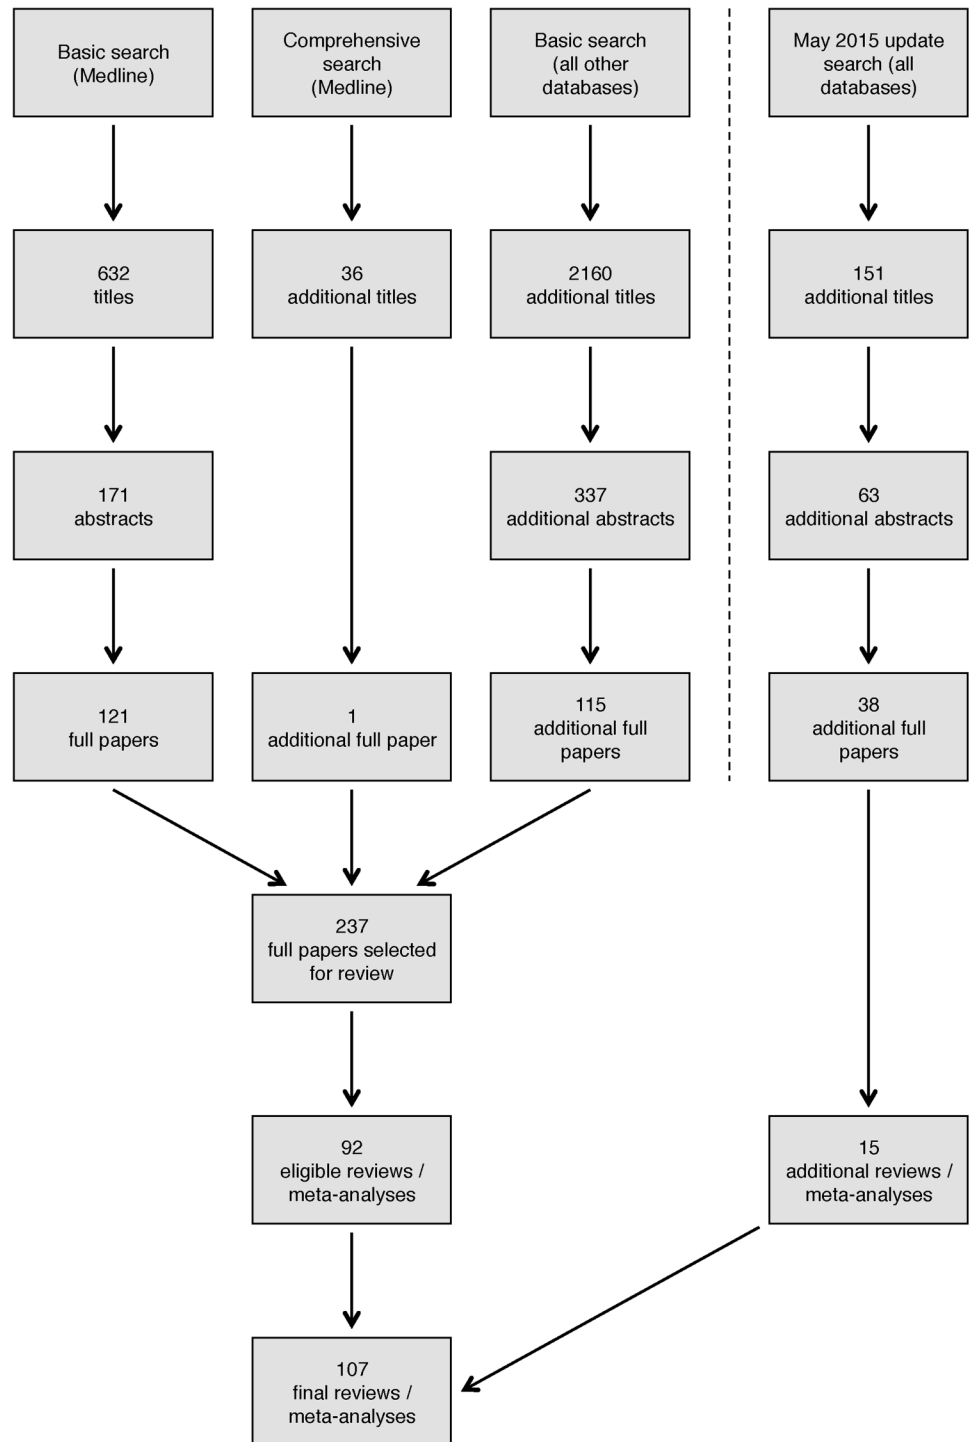 Basic search
(Medline)
Comprehensive
search
(Medline)
Basic search
(all other
databases)
May 2015 update
search (all
databases)
632
titles
36
additional titles
2160
additional titles
151
additional titles
171
abstracts
337
additional abstracts
63
additional abstracts
121
full papers
1
additional full paper
115
additional full
papers
38
additional full
papers
237
full papers selected
for review
92
eligible reviews /
meta-analyses
15
additional reviews /
meta-analyses
107
final reviews /
meta-analyses